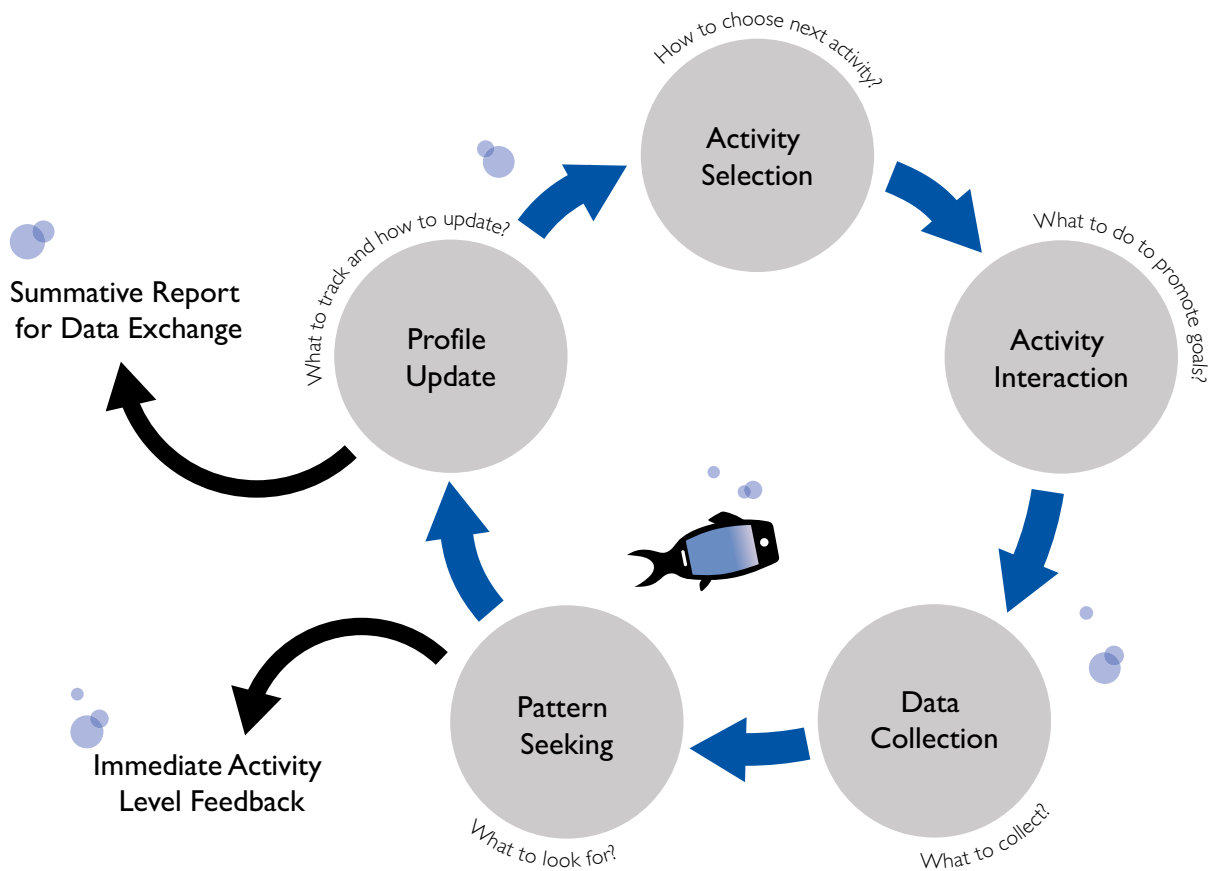 How to choose next activity?
Activity
Selection
What to do to promote goals?
Activity
Interaction
What to collect?
Data
Collection
What to look for?
Pattern
Seeking
What to track and how to update?
Profile
Update
Summative Report
for Data Exchange
Immediate Activity
Level Feedback